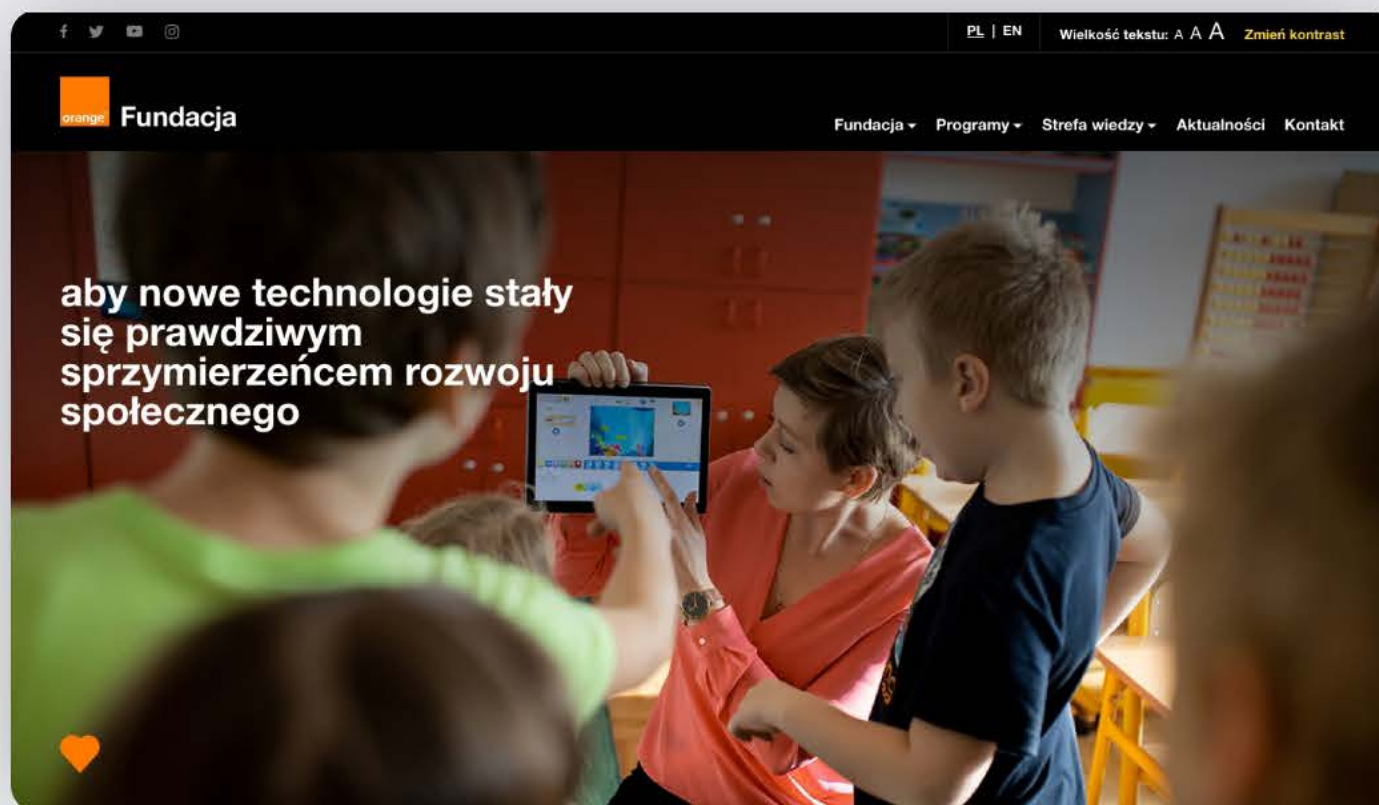 PL | EN
Wielkość tekstu: A A A
Zmień kontrast
orange
Fundacja
Fundacja
Programy
Strefa wiedzy
Aktualności
Kontakt
aby nowe technologie stały
się prawdziwym
sprzymierzeńcem rozwoju
społecznego